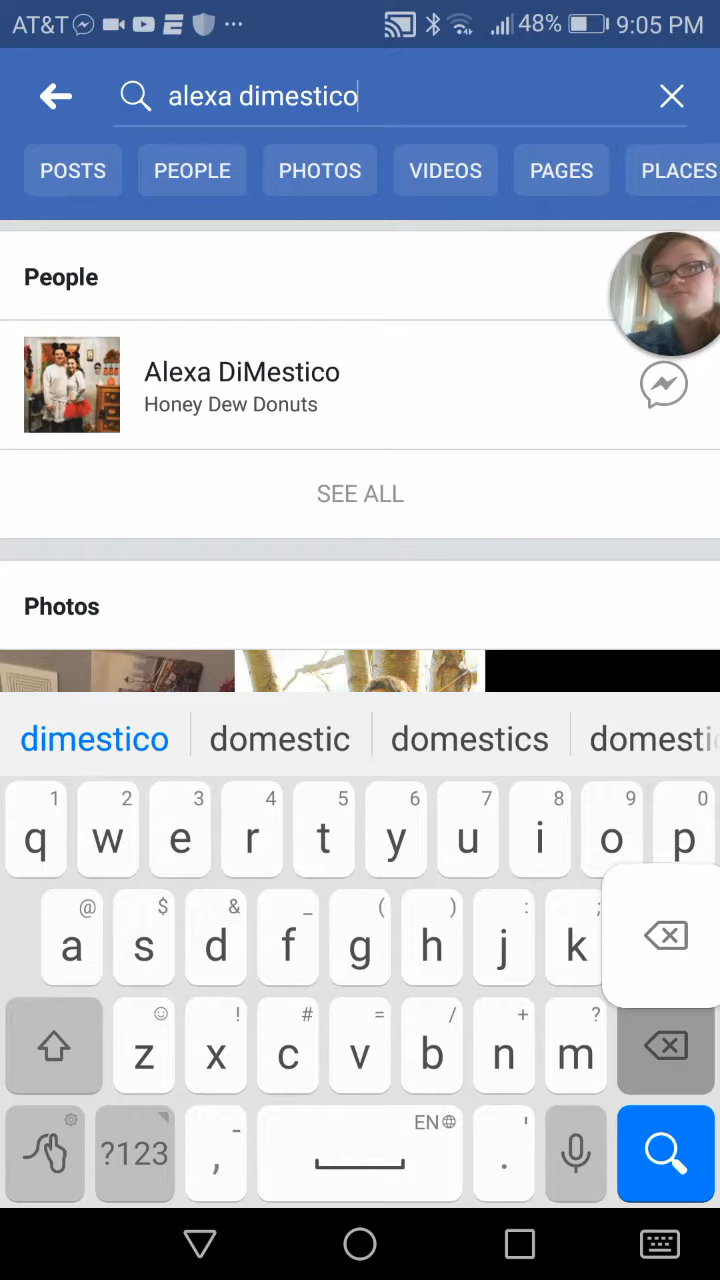 AT&T ... 48% 9:05 PM
alexa dimestico
POSTS PEOPLE PHOTOS VIDEOS PAGES PLACES
People
Alexa DiMestico
Honey Dew Donuts
SEE ALL
Photos
dimestico domestic domestics domesti
1 2 3 4 5 6 7 8 9 0
q w e r t y u i o p
@ $ & _ ( ) : ;
a s d f g h j k
! # = / + ?
z x c v b n m
- EN '
?123 , .